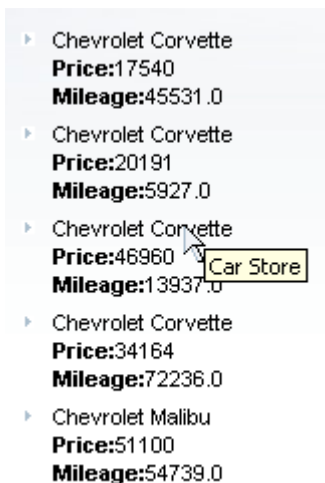 Chevrolet Corvette
Price:17540
Mileage:45531.0
Chevrolet Corvette
Price:20191
Mileage:5927.0
Chevrolet Corvette
Price:46960
Car Store
Mileage:13937.0
Chevrolet Corvette
Price:34164
Mileage:72236.0
Chevrolet Malibu
Price:51100
Mileage:54739.0